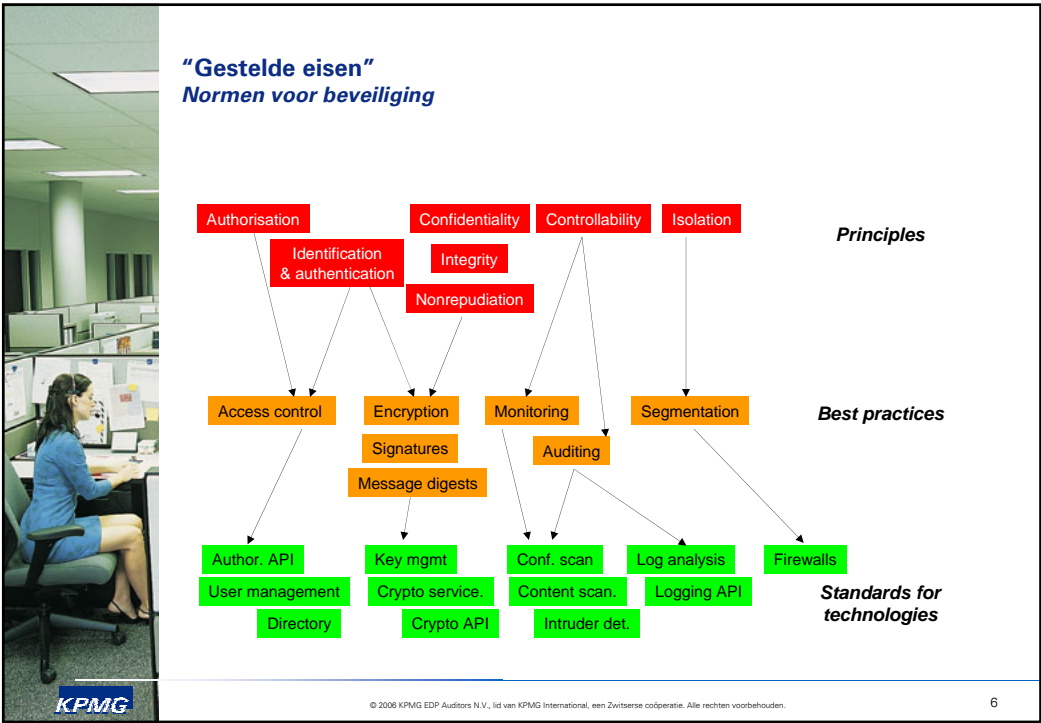 “Gestelde eisen”
Normen voor beveiliging
Authorisation
Confidentiality
Controllability
Isolation
Principles
Identification
& authentication
Integrity
Nonrepudiation
Access control
Encryption
Monitoring
Segmentation
Best practices
Signatures
Auditing
Message digests
Author. API
Key mgmt
Conf. scan
Log analysis
Firewalls
User management
Crypto service.
Content scan.
Logging API
Standards for
technologies
Directory
Crypto API
Intruder det.
KPMG
© 2006 KPMG EDP Auditors N.V., lid van KPMG International, een Zwitserse coöperatie. Alle rechten voorbehouden.
6